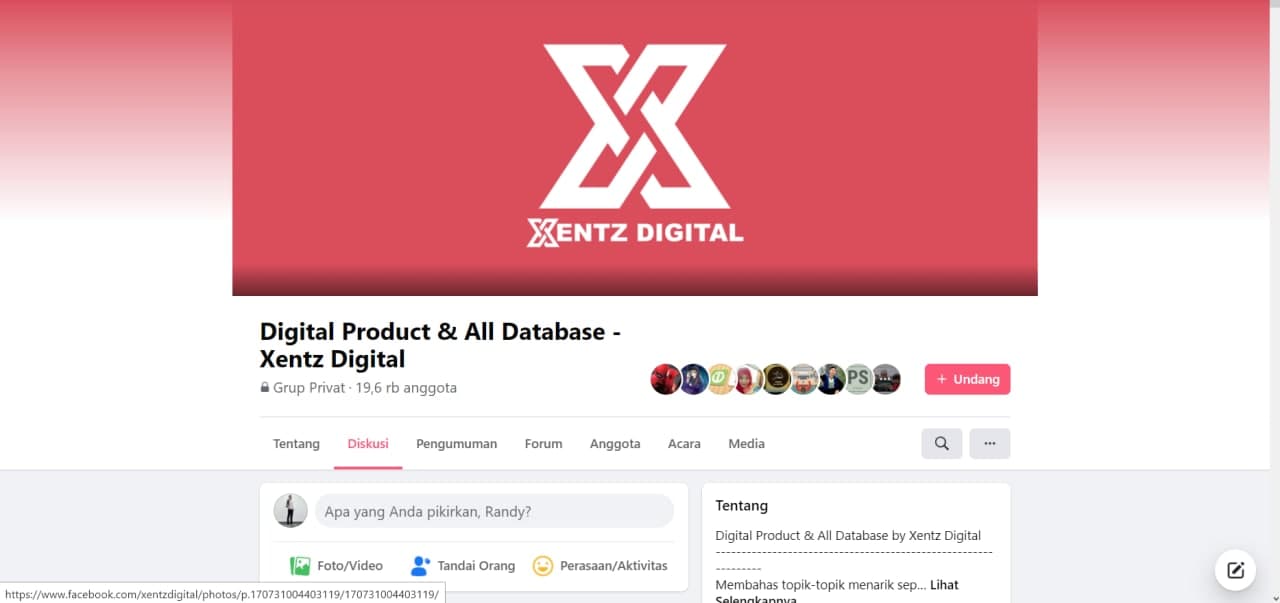 XENTZ DIGITAL
Digital Product & All Database -
Xentz Digital
Grup Privat · 19,6 rb anggota
PS
+ Undang
Tentang Diskusi Pengumuman Forum Anggota Acara Media
Apa yang Anda pikirkan, Randy?
Foto/Video Tandai Orang Perasaan/Aktivitas
Tentang
Digital Product & All Database by Xentz Digital
-------------------------------------------------------
---------
Membahas topik-topik menarik sep... Lihat
Selengkapnya
https://www.facebook.com/xentzdigital/photos/p.170731004403119/170731004403119/